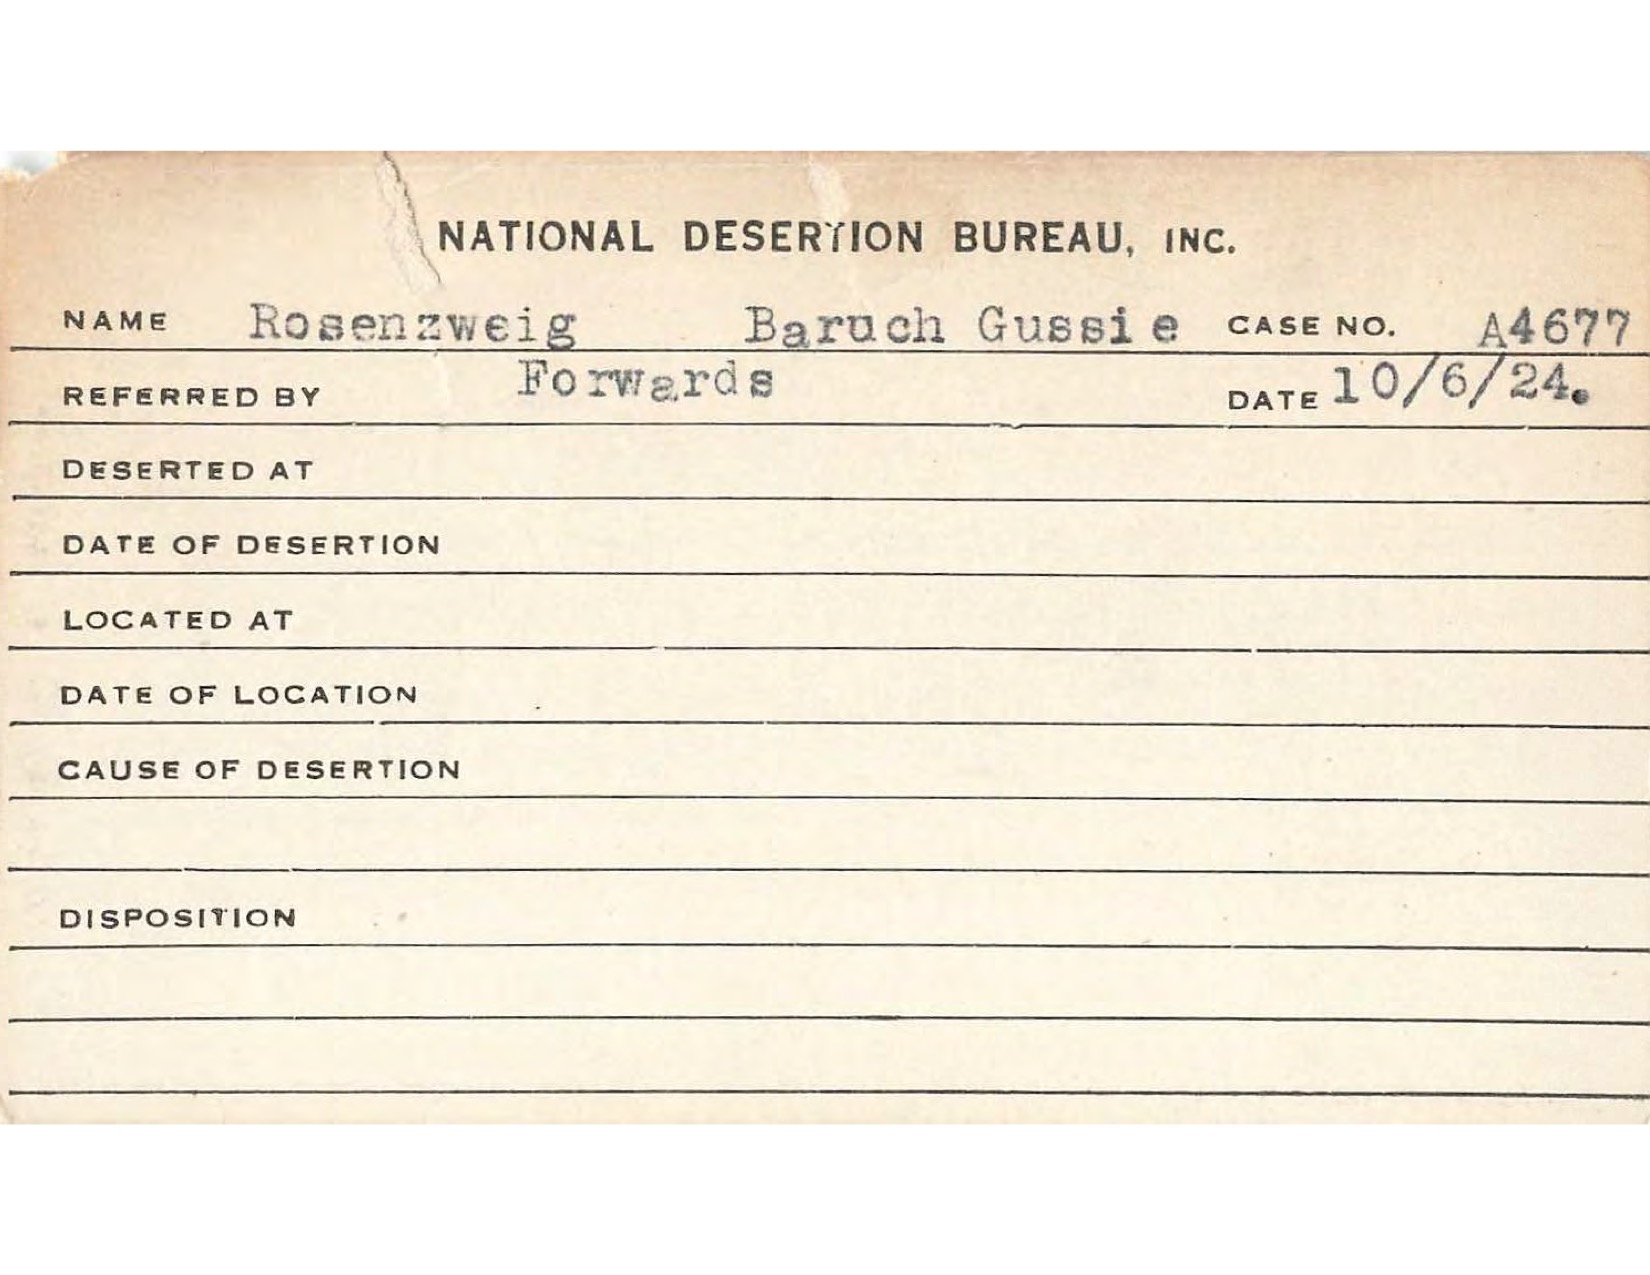 NATIONAL DESERTION BUREAU, INC.
NAME Rosenzweig Baruch Gussie CASE NO. A4677
REFERRED BY Forwards DATE 10/6/24.
DESERTED AT
DATE OF DESERTION
LOCATED AT
DATE OF LOCATION
CAUSE OF DESERTION
DISPOSITION